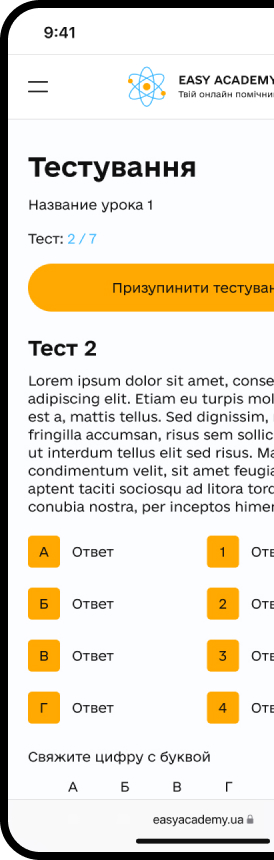 9:41
EASY ACADEMY
Твій онлайн помічни
Тестування
Название урока 1
Тест: 2 / 7
Призупинити тестуван
Тест 2
Lorem ipsum dolor sit amet, conse
adipiscing elit. Etiam eu turpis mol
est a, mattis tellus. Sed dignissim,
fringilla accumsan, risus sem sollic
ut interdum tellus elit sed risus. Ma
condimentum velit, sit amet feugia
aptent taciti sociosqu ad litora torq
conubia nostra, per inceptos himen
А Ответ 1 Отв
Б Ответ 2 Отв
В Ответ 3 Отв
Г Ответ 4 Отв
Свяжите цифру с буквой
А Б В Г
easyacademy.ua